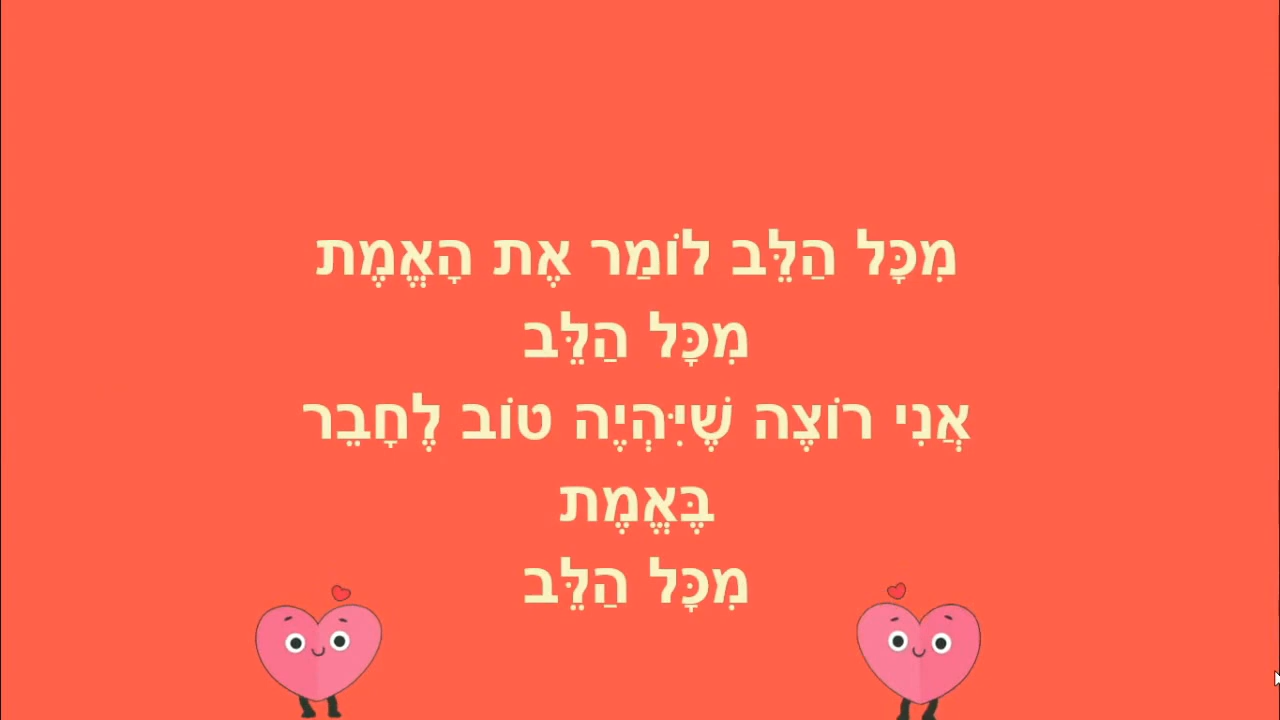 מִכָּל הַלֵּב לוֹמַר אֶת הָאֱמֶת
מִכָּל הַלֵּב
אֲנִי רוֹצֶה שֶׁיִּהְיֶה טוֹב לֶחָבֵר
בֶּאֱמֶת
מִכָּל הַלֵּב